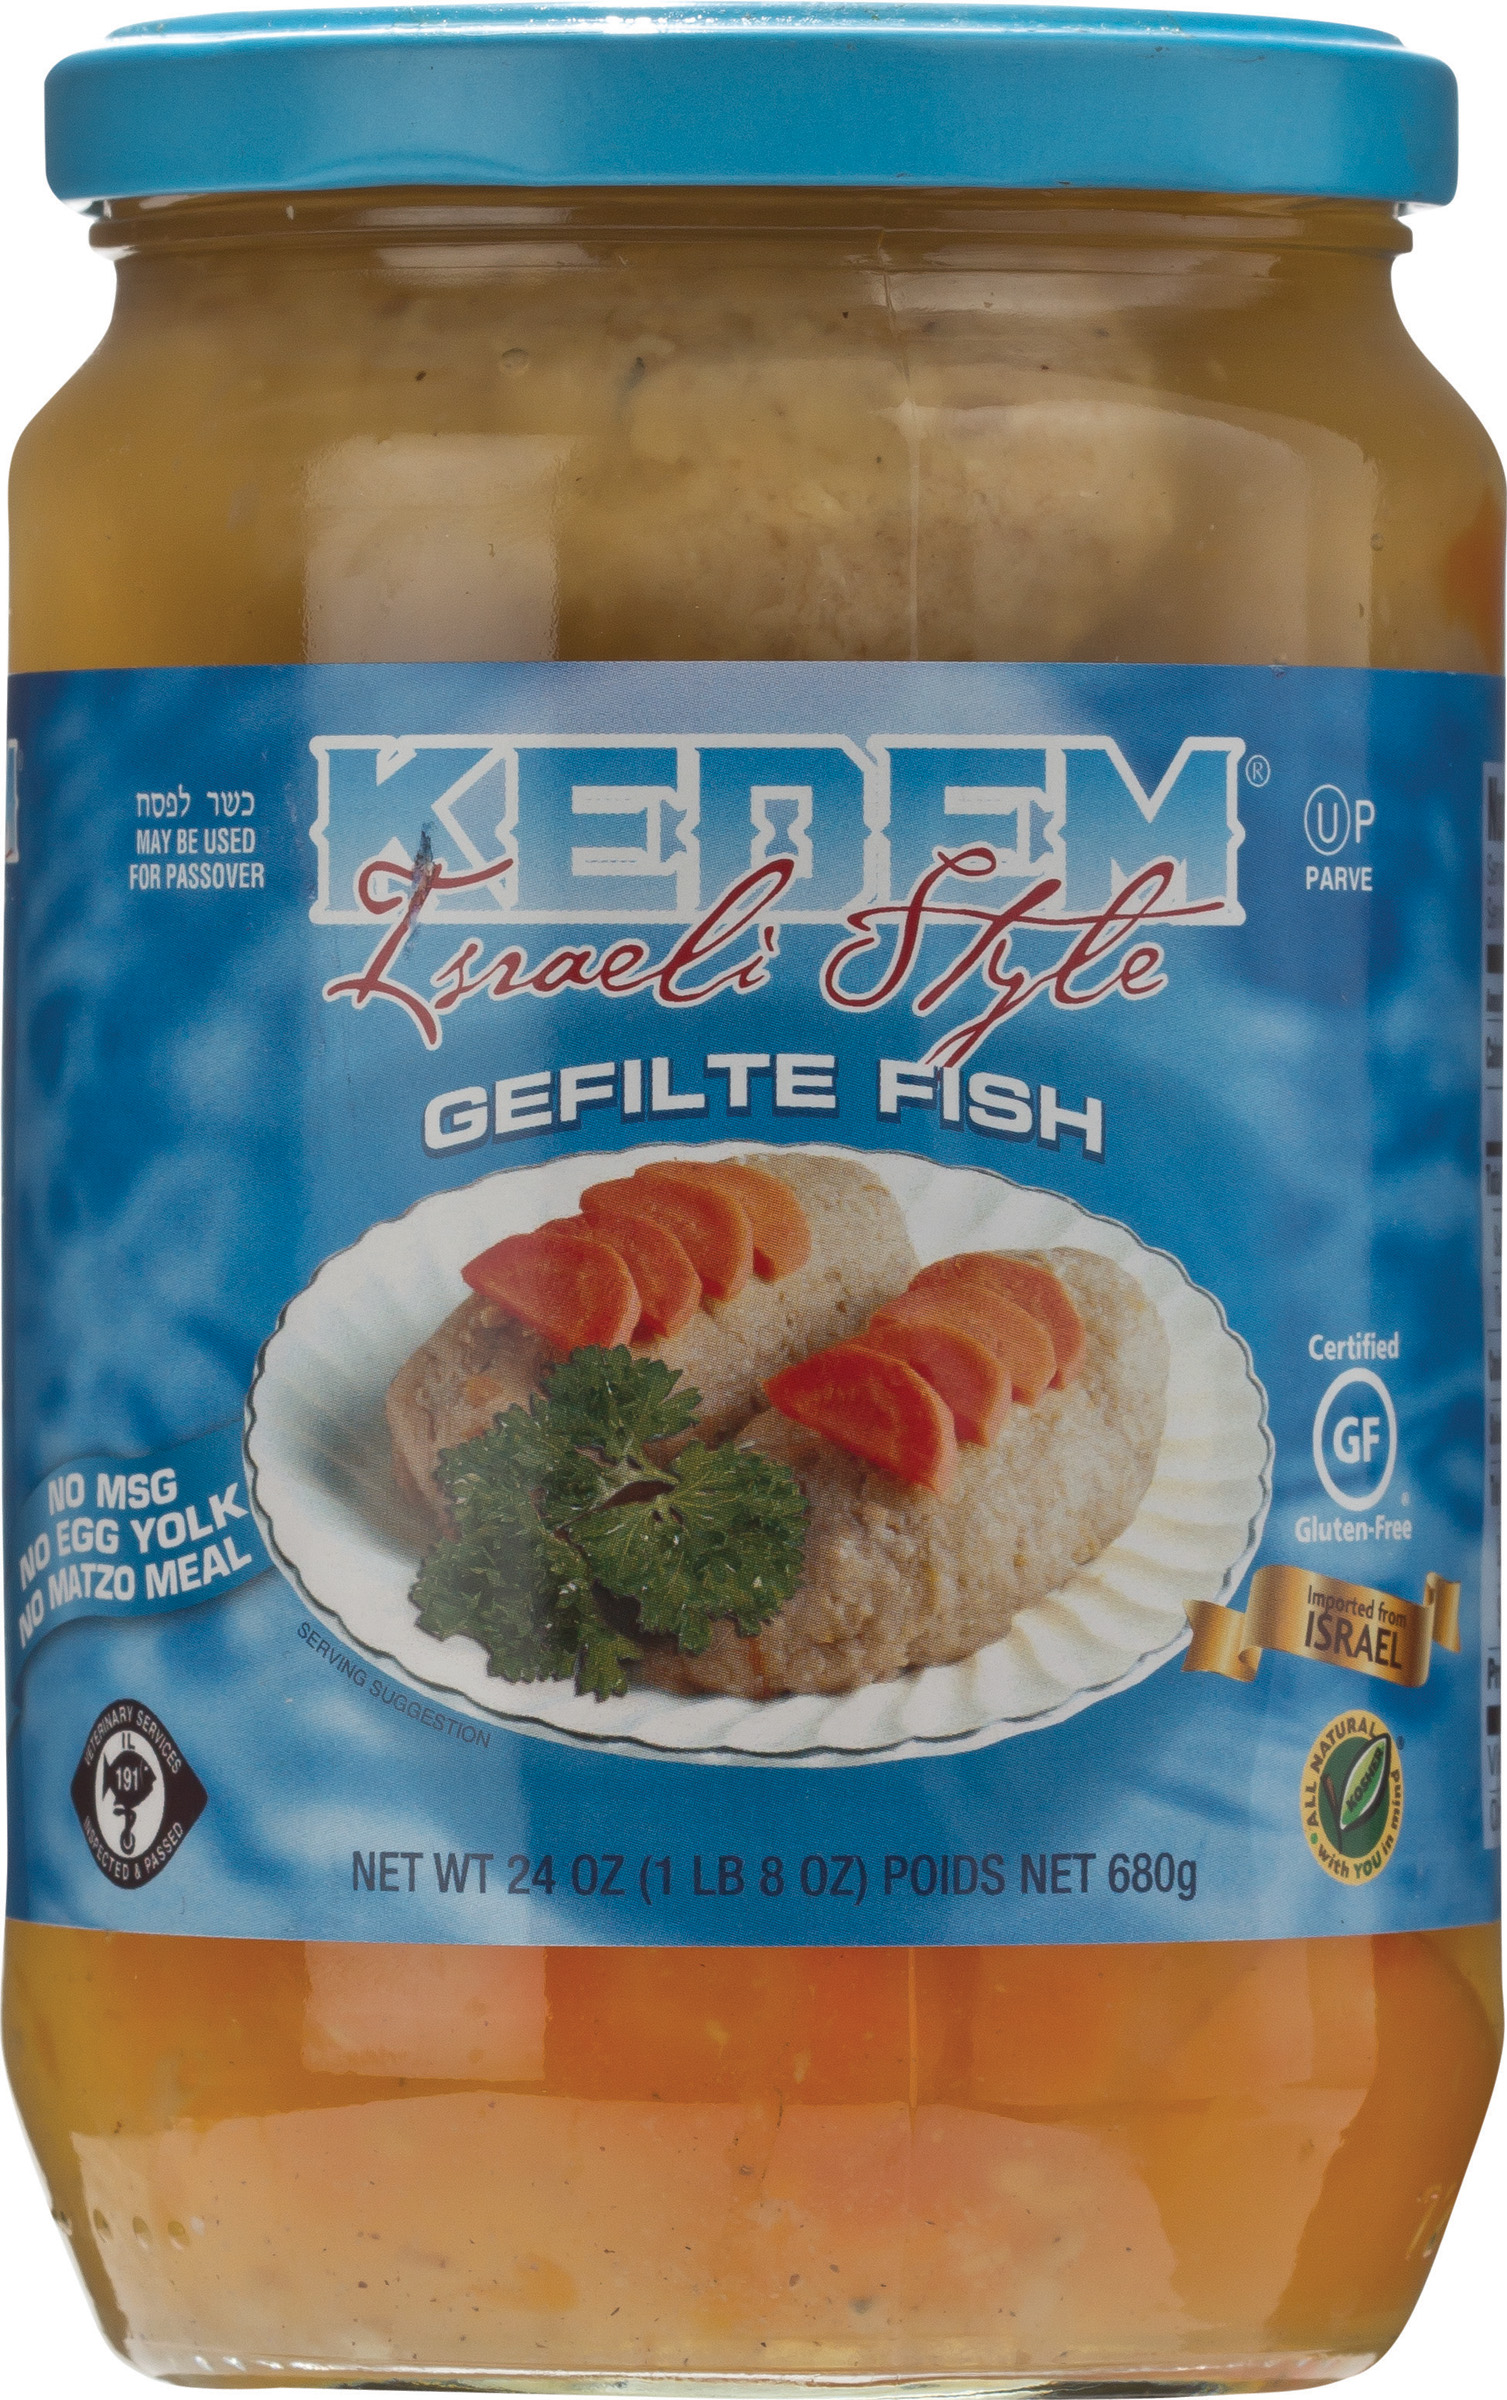 KEDEM®
כשר לפסח
MAY BE USED
FOR PASSOVER
UP
PARVE
Israeli Style
GEFILTE FISH
Certified
GF
Gluten-Free
NO MSG
NO EGG YOLK
NO MATZO MEAL
Imported from
ISRAEL
SERVING SUGGESTION
VETERINARY SERVICES
IL
191
INSPECTED & PASSED
ALL NATURAL
KOSHER
with YOU in mind
NET WT 24 OZ (1 LB 8 OZ) POIDS NET 680g